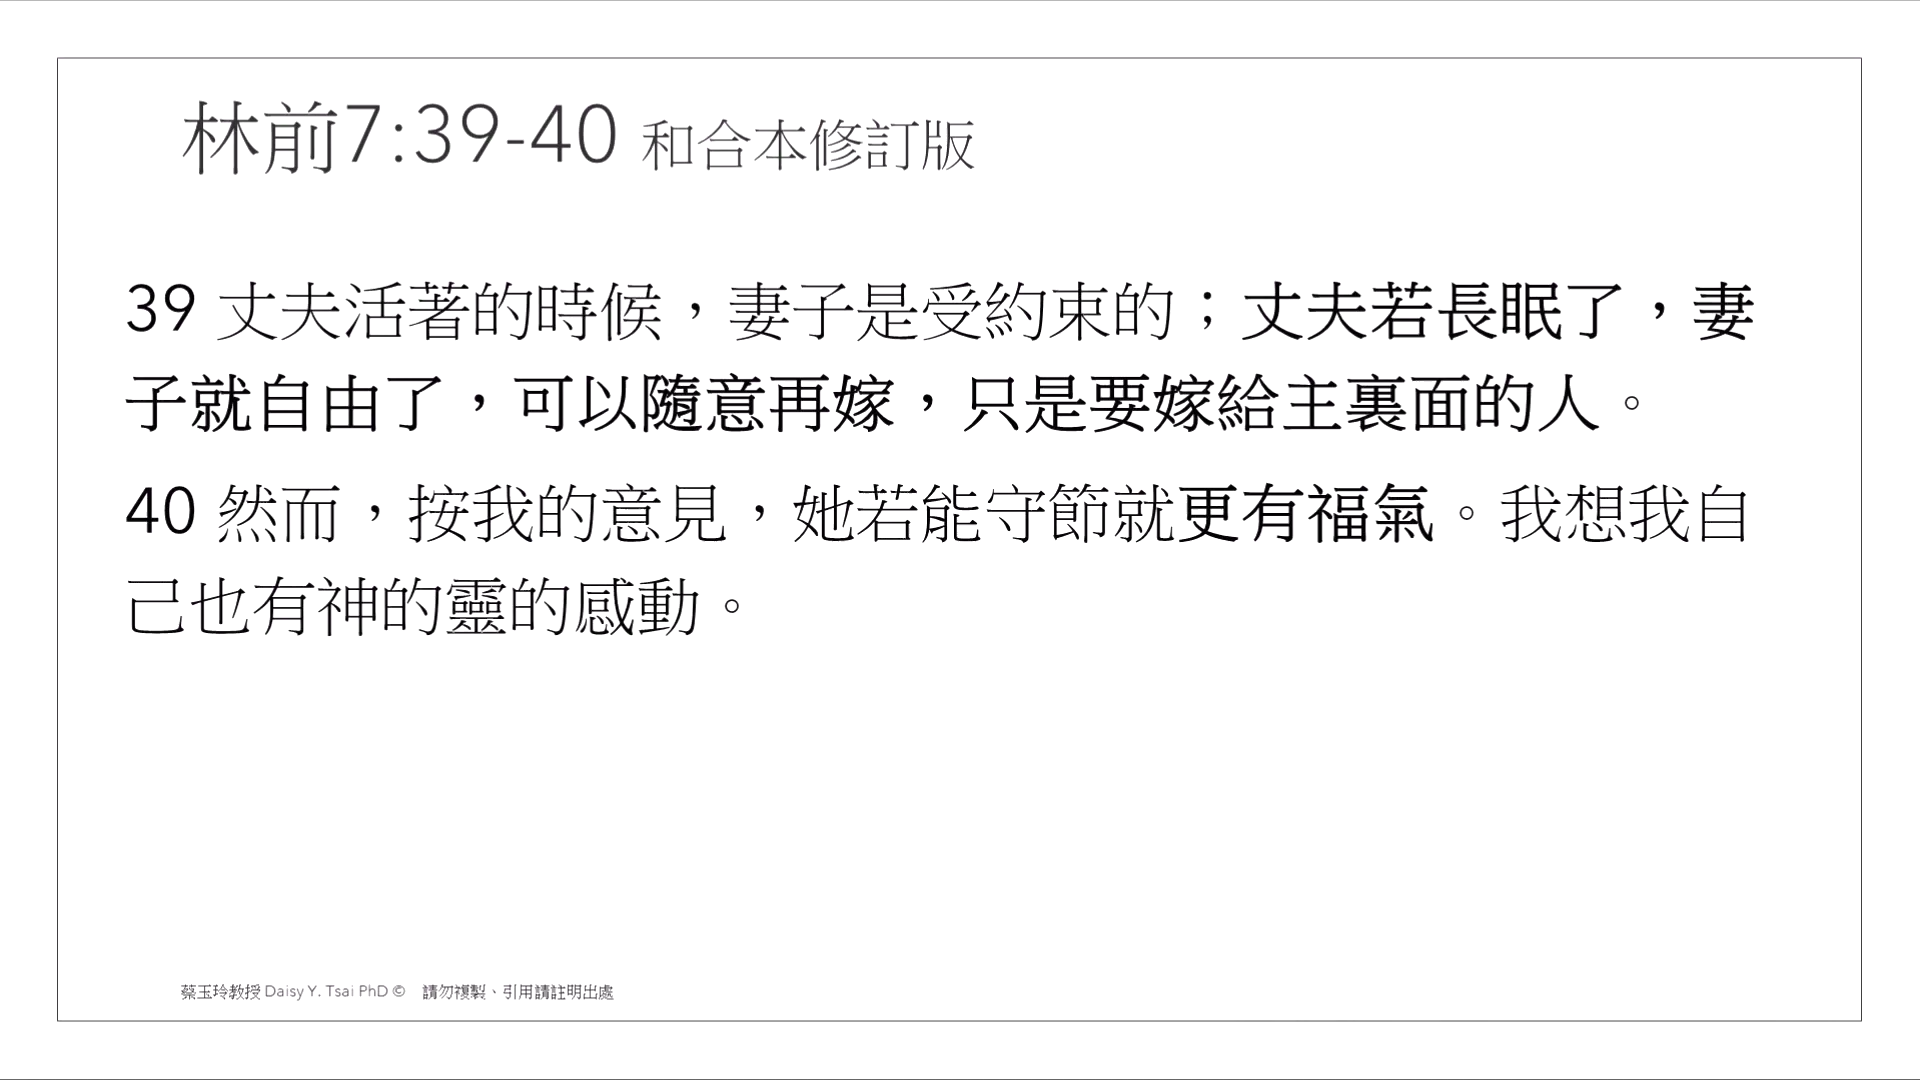 林前7:39-40 和合本修訂版
39 丈夫活著的時候，妻子是受約束的；丈夫若長眠了，妻
子就自由了，可以隨意再嫁，只是要嫁給主裏面的人。
40 然而，按我的意見，她若能守節就更有福氣。我想我自
己也有神的靈的感動。
蔡玉玲教授 Daisy Y. Tsai PhD © 請勿複製、引用請註明出處